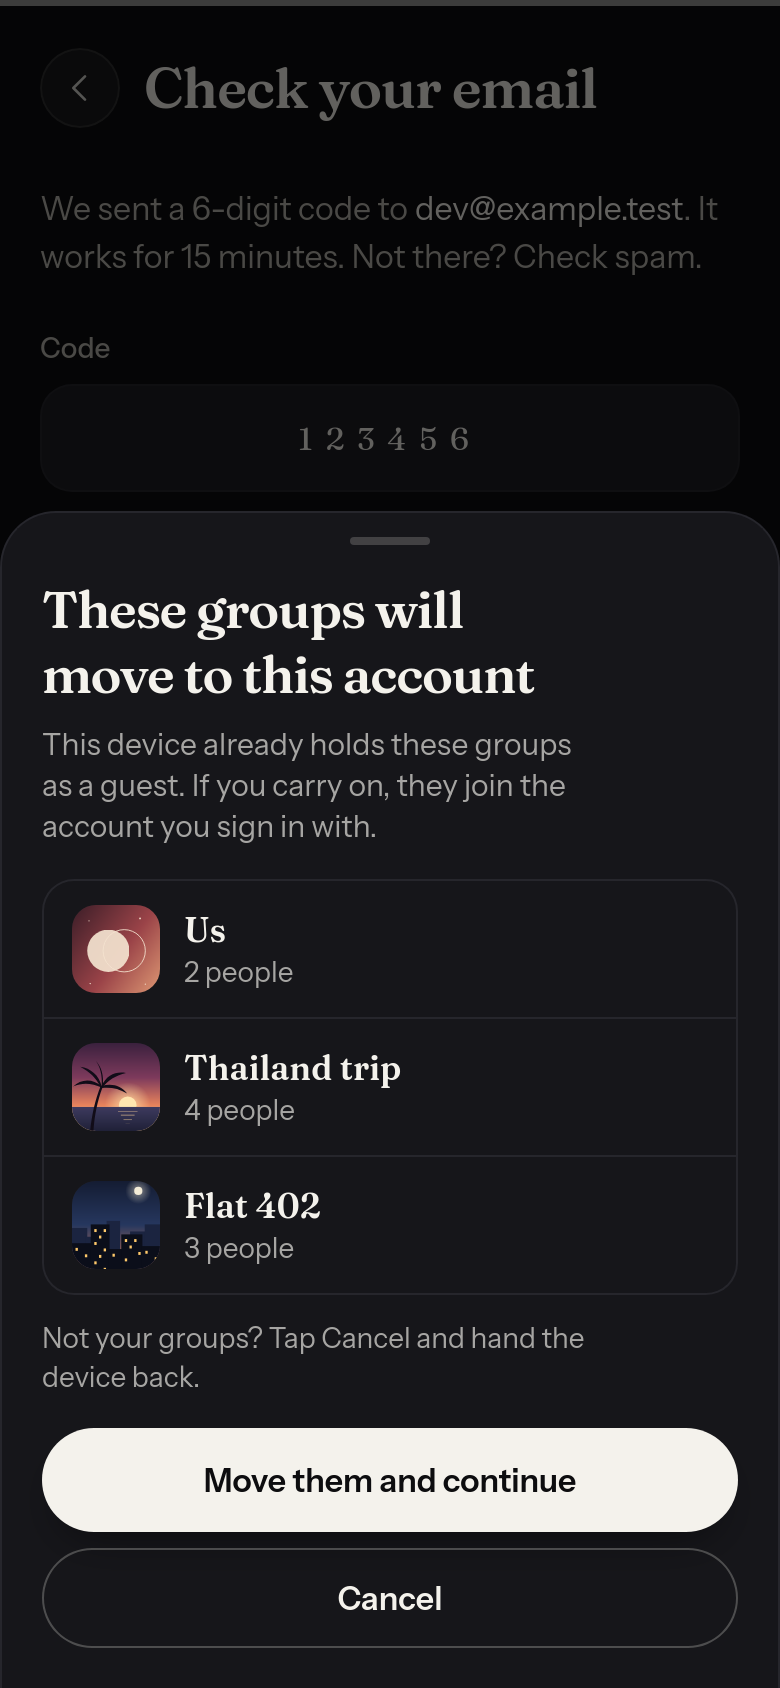 Check your email
We sent a 6-digit code to dev@example.test. It
works for 15 minutes. Not there? Check spam.
Code
1 2 3 4 5 6
These groups will
move to this account
This device already holds these groups
as a guest. If you carry on, they join the
account you sign in with.
Us
2 people
Thailand trip
4 people
Flat 402
3 people
Not your groups? Tap Cancel and hand the
device back.
Move them and continue
Cancel